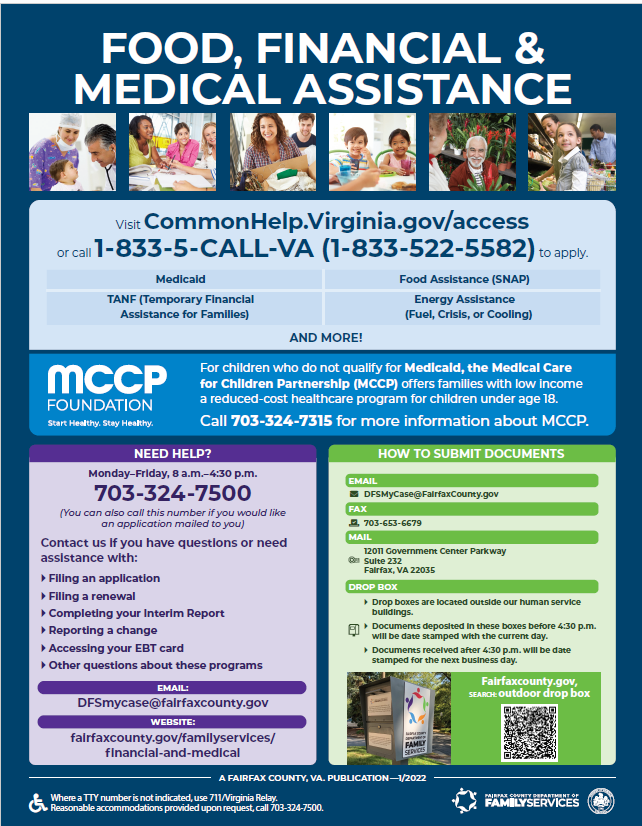 FOOD, FINANCIAL &
MEDICAL ASSISTANCE
Visit CommonHelp.Virginia.gov/access
or call 1-833-5-CALL-VA (1-833-522-5582) to apply.
Medicaid
Food Assistance (SNAP)
TANF (Temporary Financial
Assistance for Families)
Energy Assistance
(Fuel, Crisis, or Cooling)
AND MORE!
MCCP
FOUNDATION
Start Healthy. Stay Healthy.
For children who do not qualify for Medicaid, the Medical Care
for Children Partnership (MCCP) offers families with low income
a reduced-cost healthcare program for children under age 18.
Call 703-324-7315 for more information about MCCP.
NEED HELP?
Monday–Friday, 8 a.m.–4:30 p.m.
703-324-7500
(You can also call this number if you would like
an application mailed to you)
Contact us if you have questions or need
assistance with:
Filing an application
Filing a renewal
Completing your Interim Report
Reporting a change
Accessing your EBT card
Other questions about these programs
EMAIL:
DFSmycase@fairfaxcounty.gov
WEBSITE:
fairfaxcounty.gov/familyservices/
financial-and-medical
HOW TO SUBMIT DOCUMENTS
EMAIL
DFSMyCase@FairfaxCounty.gov
FAX
703-653-6679
MAIL
12011 Government Center Parkway
Suite 232
Fairfax, VA 22035
DROP BOX
Drop boxes are located outside our human service
buildings.
Documents deposited in these boxes before 4:30 p.m.
will be date stamped with the current day.
Documents received after 4:30 p.m. will be date
stamped for the next business day.
FAMILY
SERVICES
Fairfaxcounty.gov,
SEARCH: outdoor drop box
A FAIRFAX COUNTY, VA. PUBLICATION—1/2022
Where a TTY number is not indicated, use 711/Virginia Relay.
Reasonable accommodations provided upon request, call 703-324-7500.
FAIRFAX COUNTY DEPARTMENT OF
FAMILYSERVICES